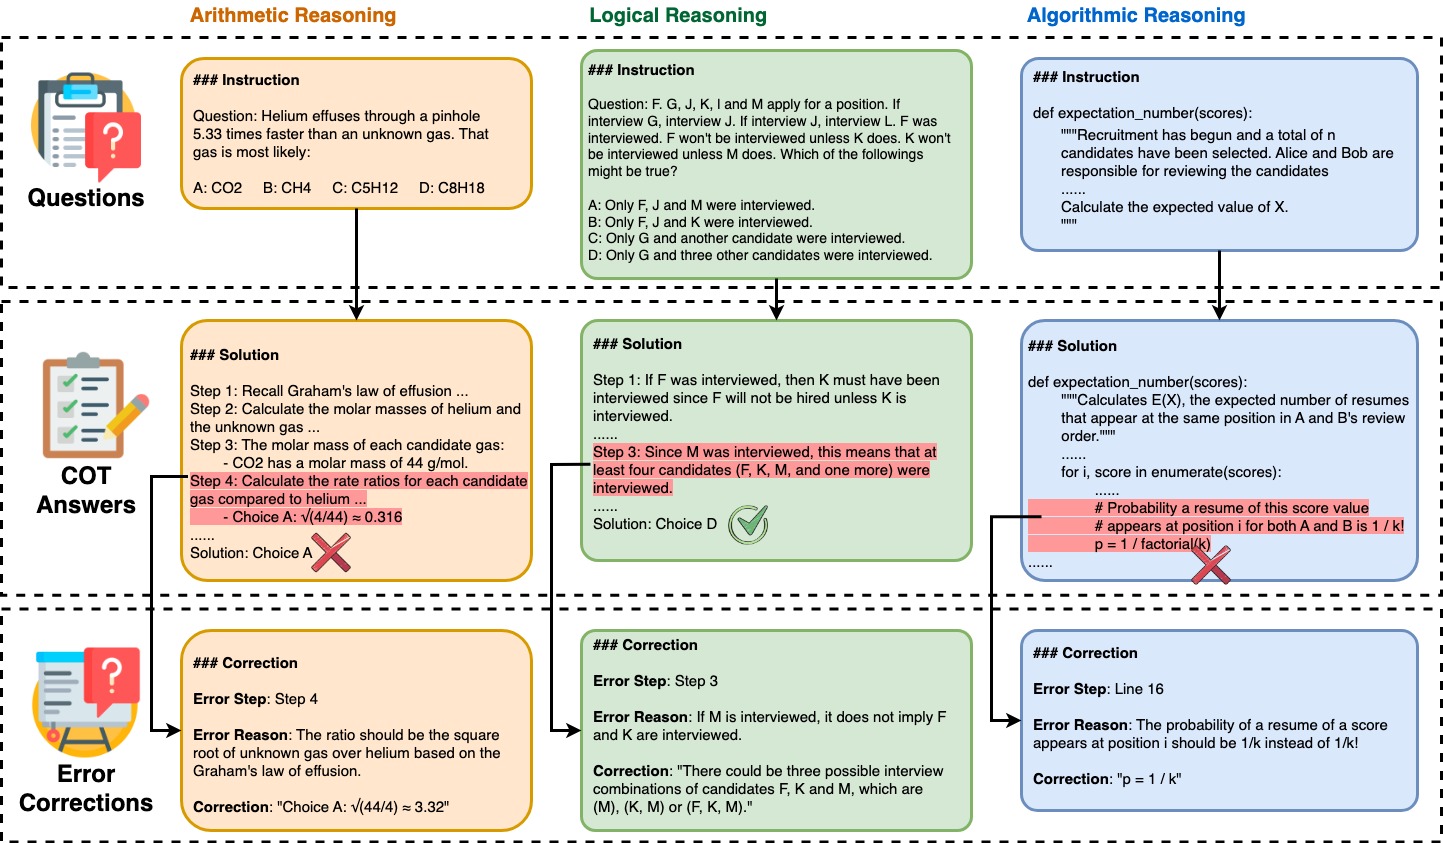 Arithmetic Reasoning
Logical Reasoning
Algorithmic Reasoning
Questions
### Instruction
Question: Helium effuses through a pinhole
5.33 times faster than an unknown gas. That
gas is most likely:
A: CO2 B: CH4 C: C5H12 D: C8H18
### Instruction
Question: F. G, J, K, I and M apply for a position. If
interview G, interview J. If interview J, interview L. F was
interviewed. F won't be interviewed unless K does. K won't
be interviewed unless M does. Which of the followings
might be true?
A: Only F, J and M were interviewed.
B: Only F, J and K were interviewed.
C: Only G and another candidate were interviewed.
D: Only G and three other candidates were interviewed.
### Instruction
def expectation_number(scores):
"""Recruitment has begun and a total of n
candidates have been selected. Alice and Bob are
responsible for reviewing the candidates
......
Calculate the expected value of X.
"""
COT
Answers
### Solution
Step 1: Recall Graham's law of effusion ...
Step 2: Calculate the molar masses of helium and
the unknown gas ...
Step 3: The molar mass of each candidate gas:
- CO2 has a molar mass of 44 g/mol.
Step 4: Calculate the rate ratios for each candidate
gas compared to helium ...
- Choice A: √(4/44) ≈ 0.316
......
Solution: Choice A
### Solution
Step 1: If F was interviewed, then K must have been
interviewed since F will not be hired unless K is
interviewed.
......
Step 3: Since M was interviewed, this means that at
least four candidates (F, K, M, and one more) were
interviewed.
......
Solution: Choice D
### Solution
def expectation_number(scores):
"""Calculates E(X), the expected number of resumes
that appear at the same position in A and B's review
order."""
......
for i, score in enumerate(scores):
......
# Probability a resume of this score value
# appears at position i for both A and B is 1 / k!
p = 1 / factorial(k)
......
Error
Corrections
### Correction
Error Step: Step 4
Error Reason: The ratio should be the square
root of unknown gas over helium based on the
Graham's law of effusion.
Correction: "Choice A: √(44/4) ≈ 3.32"
### Correction
Error Step: Step 3
Error Reason: If M is interviewed, it does not imply F
and K are interviewed.
Correction: "There could be three possible interview
combinations of candidates F, K and M, which are
(M), (K, M) or (F, K, M)."
### Correction
Error Step: Line 16
Error Reason: The probability of a resume of a score
appears at position i should be 1/k instead of 1/k!
Correction: "p = 1 / k"